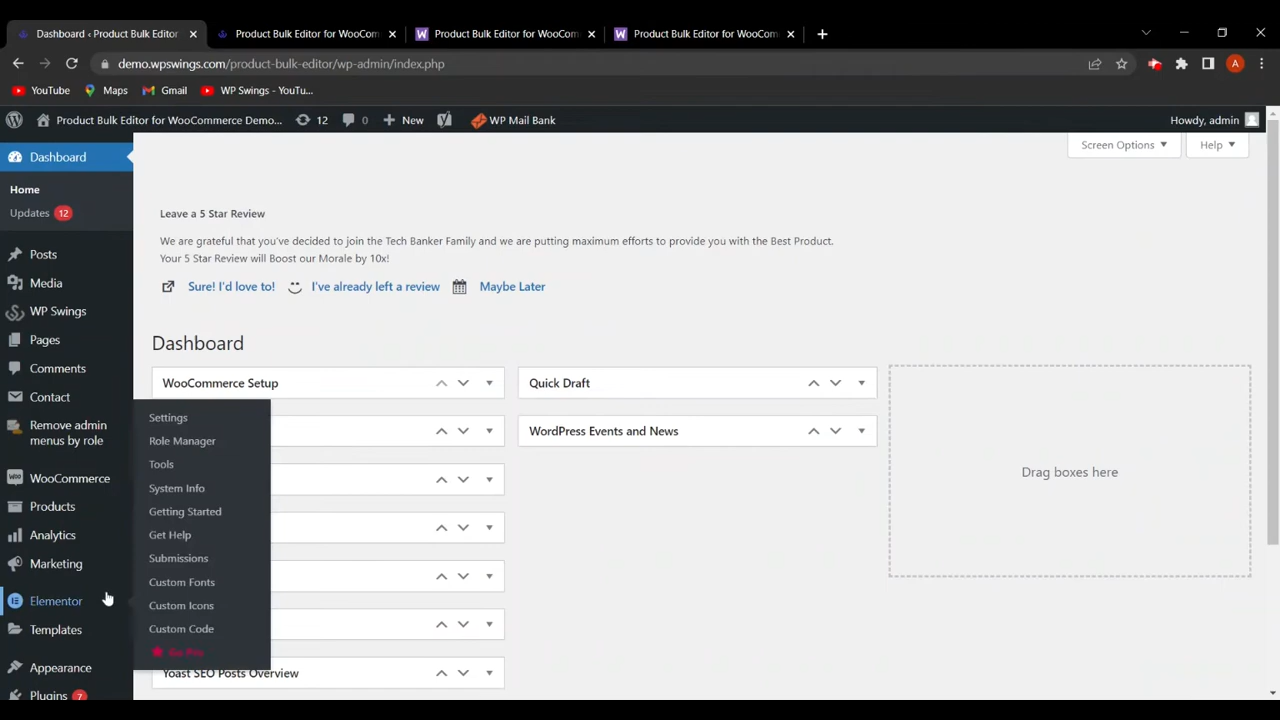 Dashboard ‹ Product Bulk Editor
Product Bulk Editor for WooCom
Product Bulk Editor for WooCom
Product Bulk Editor for WooCom
demo.wpswings.com/product-bulk-editor/wp-admin/index.php
A
YouTube
Maps
Gmail
WP Swings - YouTu...
Product Bulk Editor for WooCommerce Demo...
12
0
New
WP Mail Bank
Howdy, admin
Dashboard
Screen Options
Help
Home
Updates 12
Leave a 5 Star Review
We are grateful that you've decided to join the Tech Banker Family and we are putting maximum efforts to provide you with the Best Product.
Your 5 Star Review will Boost our Morale by 10x!
Sure! I'd love to!
I've already left a review
Maybe Later
Posts
Media
WP Swings
Pages
Comments
Contact
Remove admin
menus by role
WooCommerce
Products
Analytics
Marketing
Elementor
Templates
Appearance
Plugins 7
Settings
Role Manager
Tools
System Info
Getting Started
Get Help
Submissions
Custom Fonts
Custom Icons
Custom Code
Go Pro
Dashboard
WooCommerce Setup
Quick Draft
WordPress Events and News
Drag boxes here
Yoast SEO Posts Overview